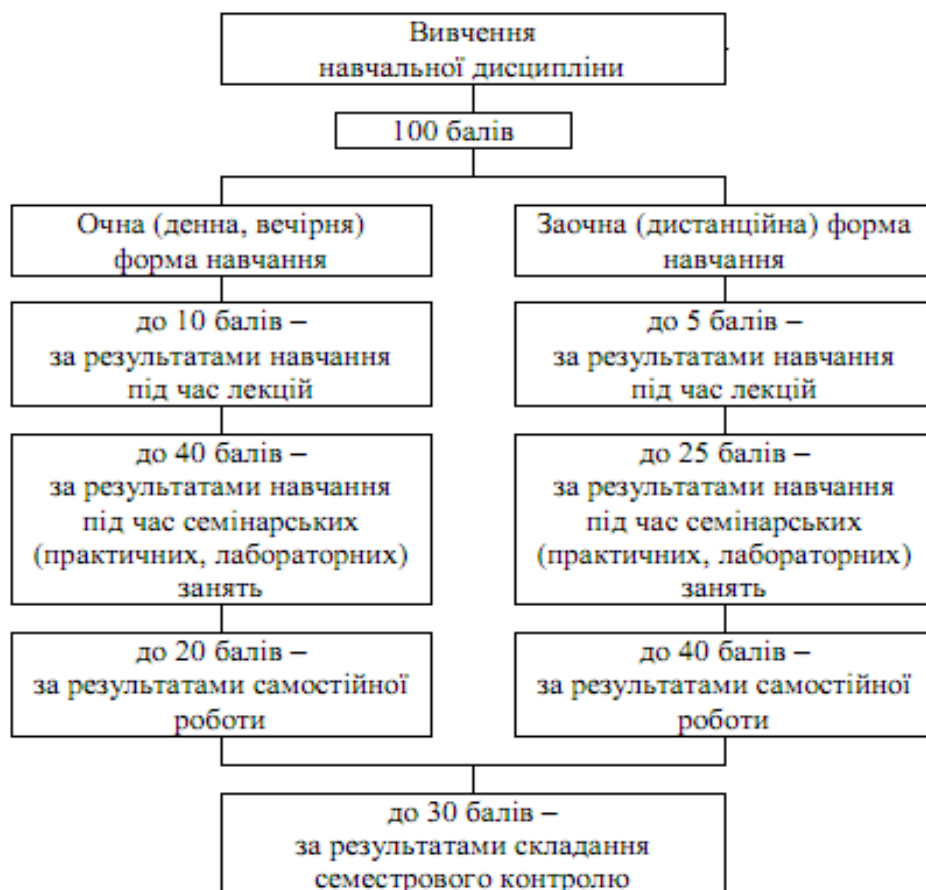 Вивчення
навчальної дисципліни
100 балів
Очна (денна, вечірня)
форма навчання
Заочна (дистанційна) форма
навчання
до 10 балів –
за результатами навчання
під час лекцій
до 5 балів –
за результатами навчання
під час лекцій
до 40 балів –
за результатами навчання
під час семінарських
(практичних, лабораторних)
занять
до 25 балів –
за результатами навчання
під час семінарських
(практичних, лабораторних)
занять
до 20 балів –
за результатами самостійної
роботи
до 40 балів –
за результатами самостійної
роботи
до 30 балів –
за результатами складання
семестрового контролю